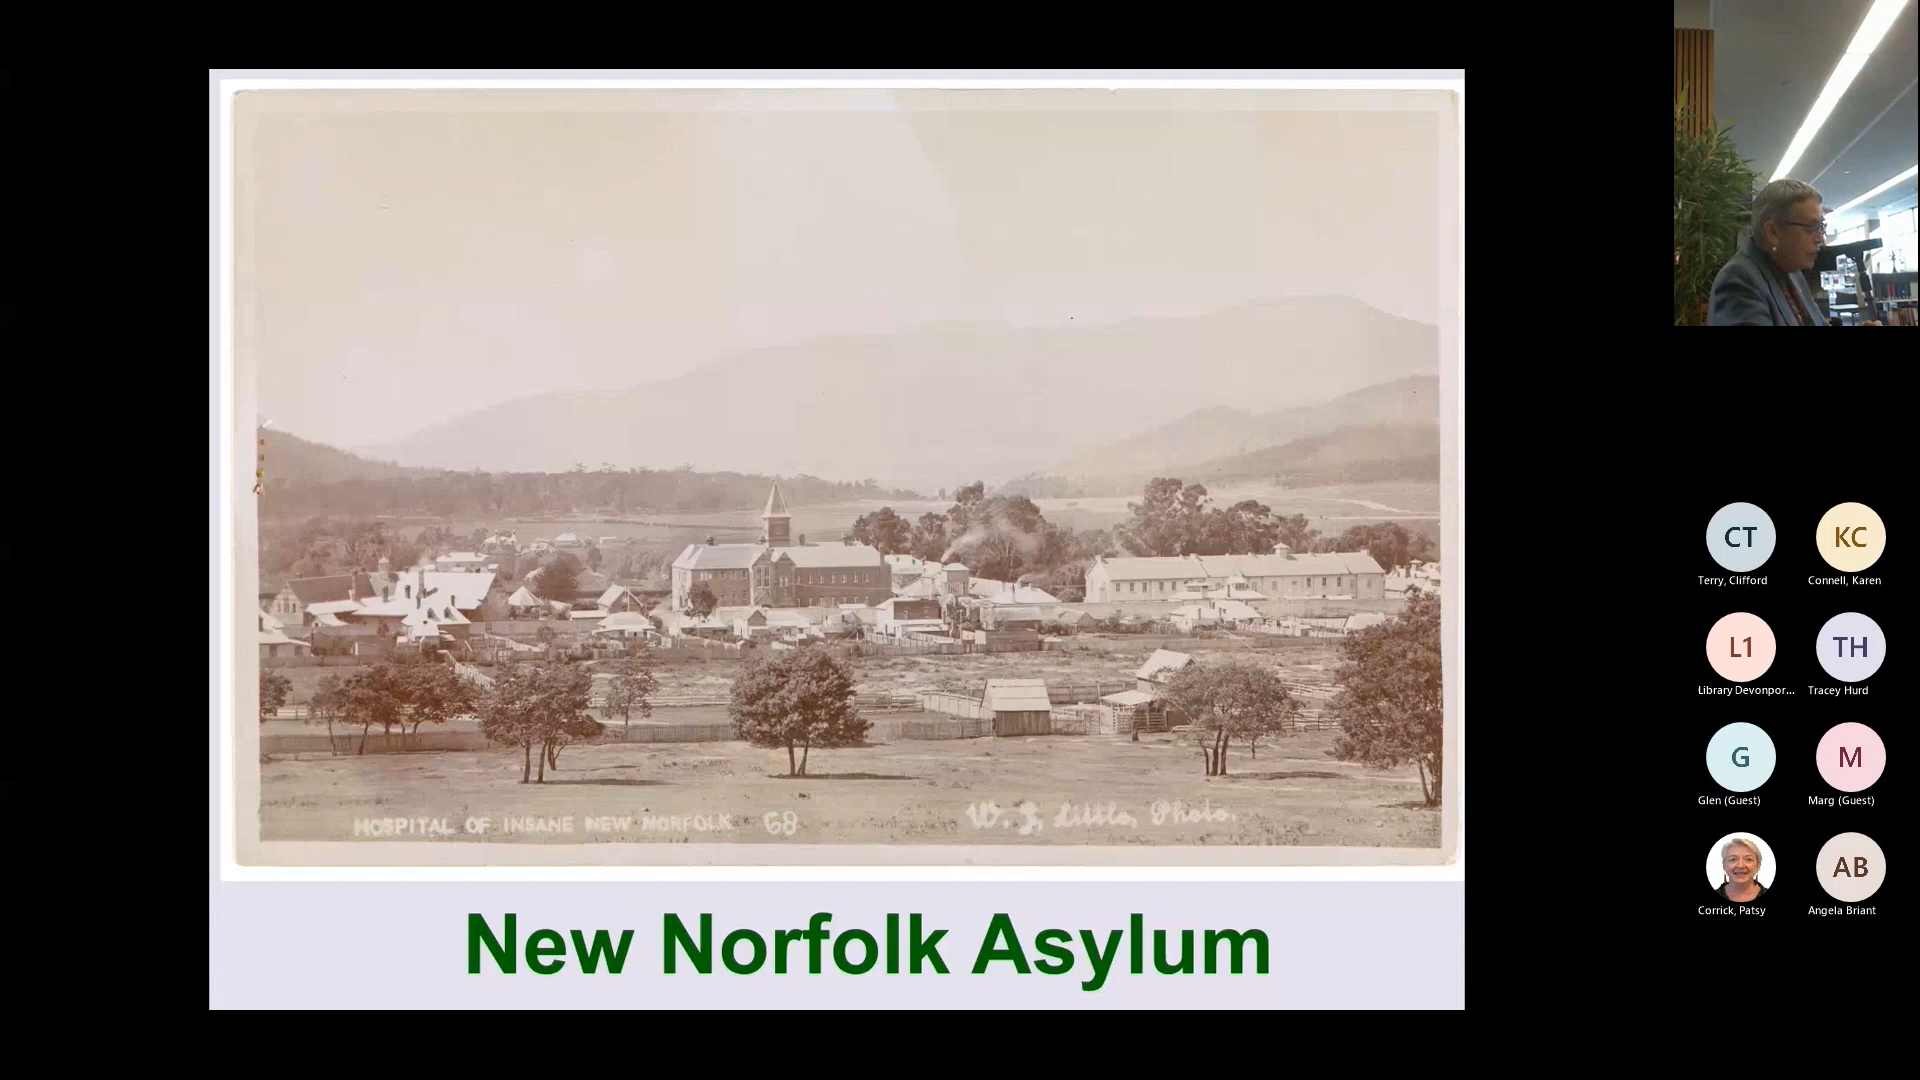 HOSPITAL OF INSANE NEW NORFOLK 68
W. J. Little, Photo.
New Norfolk Asylum
CT
KC
Terry, Clifford
Connell, Karen
L1
TH
Library Devonpor...
Tracey Hurd
G
M
Glen (Guest)
Marg (Guest)
AB
Corrick, Patsy
Angela Briant